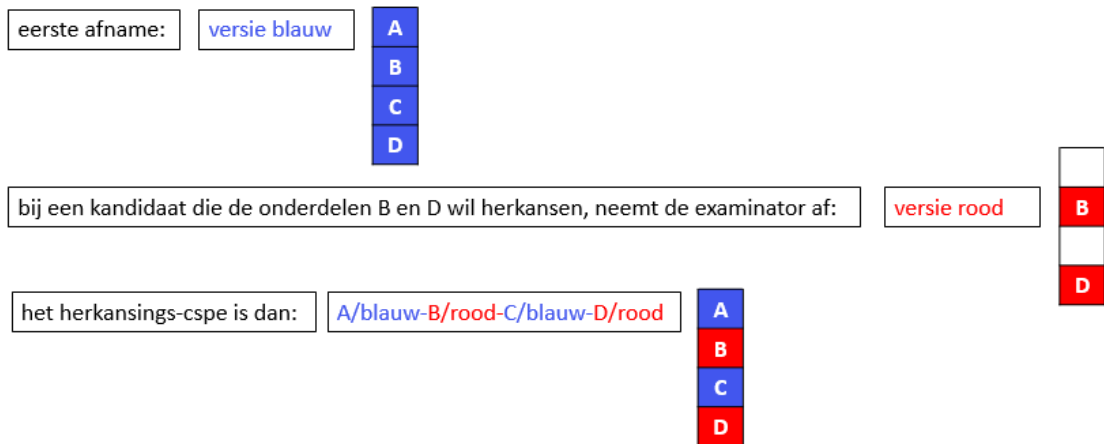 eerste afname:
versie blauw
A
B
C
D
bij een kandidaat die de onderdelen B en D wil herkansen, neemt de examinator af:
versie rood
B
D
het herkansings-cspe is dan:
A/blauw-B/rood-C/blauw-D/rood
A
B
C
D